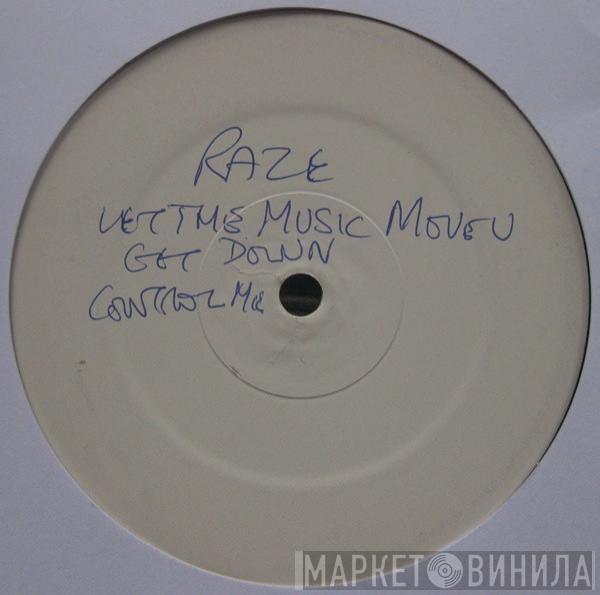 RAZE
LET THE MUSIC MOVE U
GET DOWN
CONTROL ME
МАРКЕТ ВИНИЛА